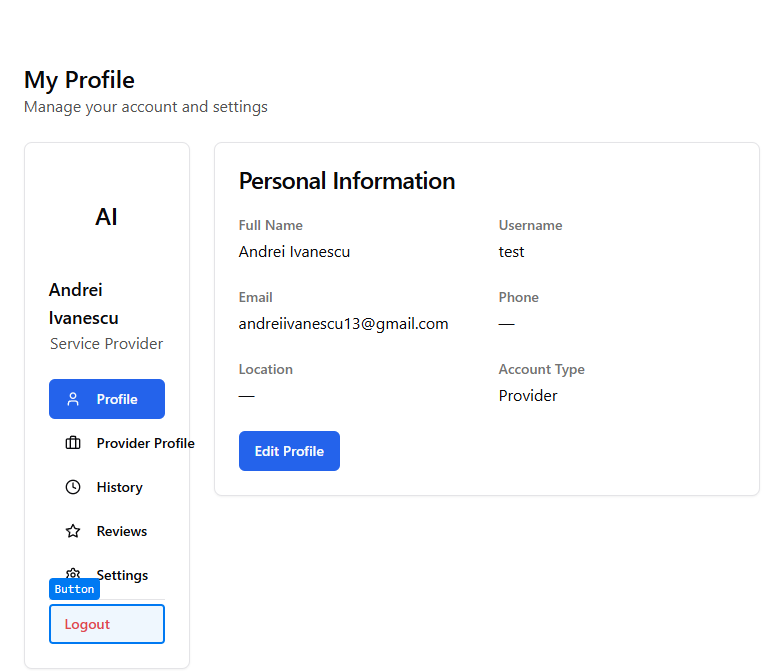 My Profile
Manage your account and settings
AI
Andrei
Ivanescu
Service Provider
Profile
Provider Profile
History
Reviews
Settings
Button
Logout
Personal Information
Full Name
Andrei Ivanescu
Username
test
Email
andreiivanescu13@gmail.com
Phone
—
Location
—
Account Type
Provider
Edit Profile